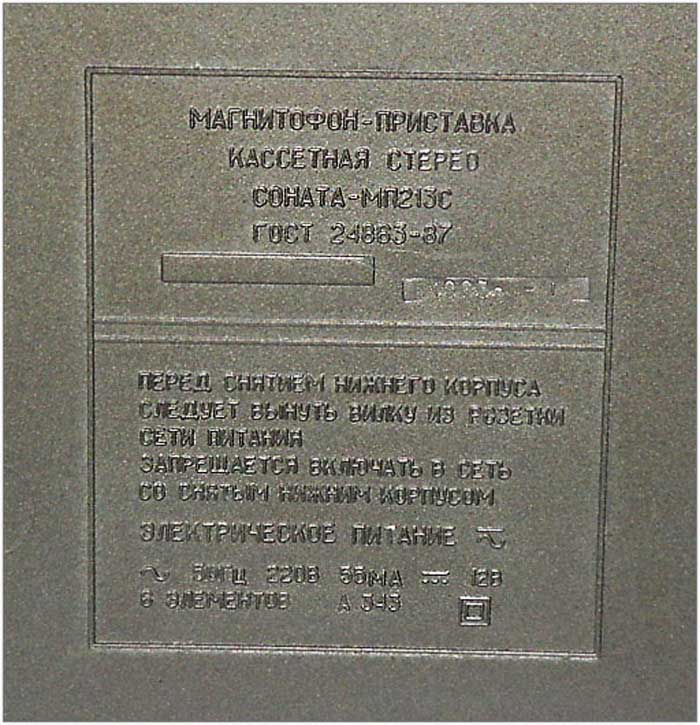 МАГНИТОФОН-ПРИСТАВКА
КАССЕТНАЯ СТЕРЕО
СОНАТА-МП213С
ГОСТ 24863-87
ПЕРЕД СНЯТИЕМ НИЖНЕГО КОРПУСА
СЛЕДУЕТ ВЫНУТЬ ВИЛКУ ИЗ РОЗЕТКИ
СЕТИ ПИТАНИЯ
ЗАПРЕЩАЕТСЯ ВКЛЮЧАТЬ В СЕТЬ
СО СНЯТЫМ НИЖНИМ КОРПУСОМ
ЭЛЕКТРИЧЕСКОЕ ПИТАНИЕ
50ГЦ 220В 55МА 12В
6 ЭЛЕМЕНТОВ А 343